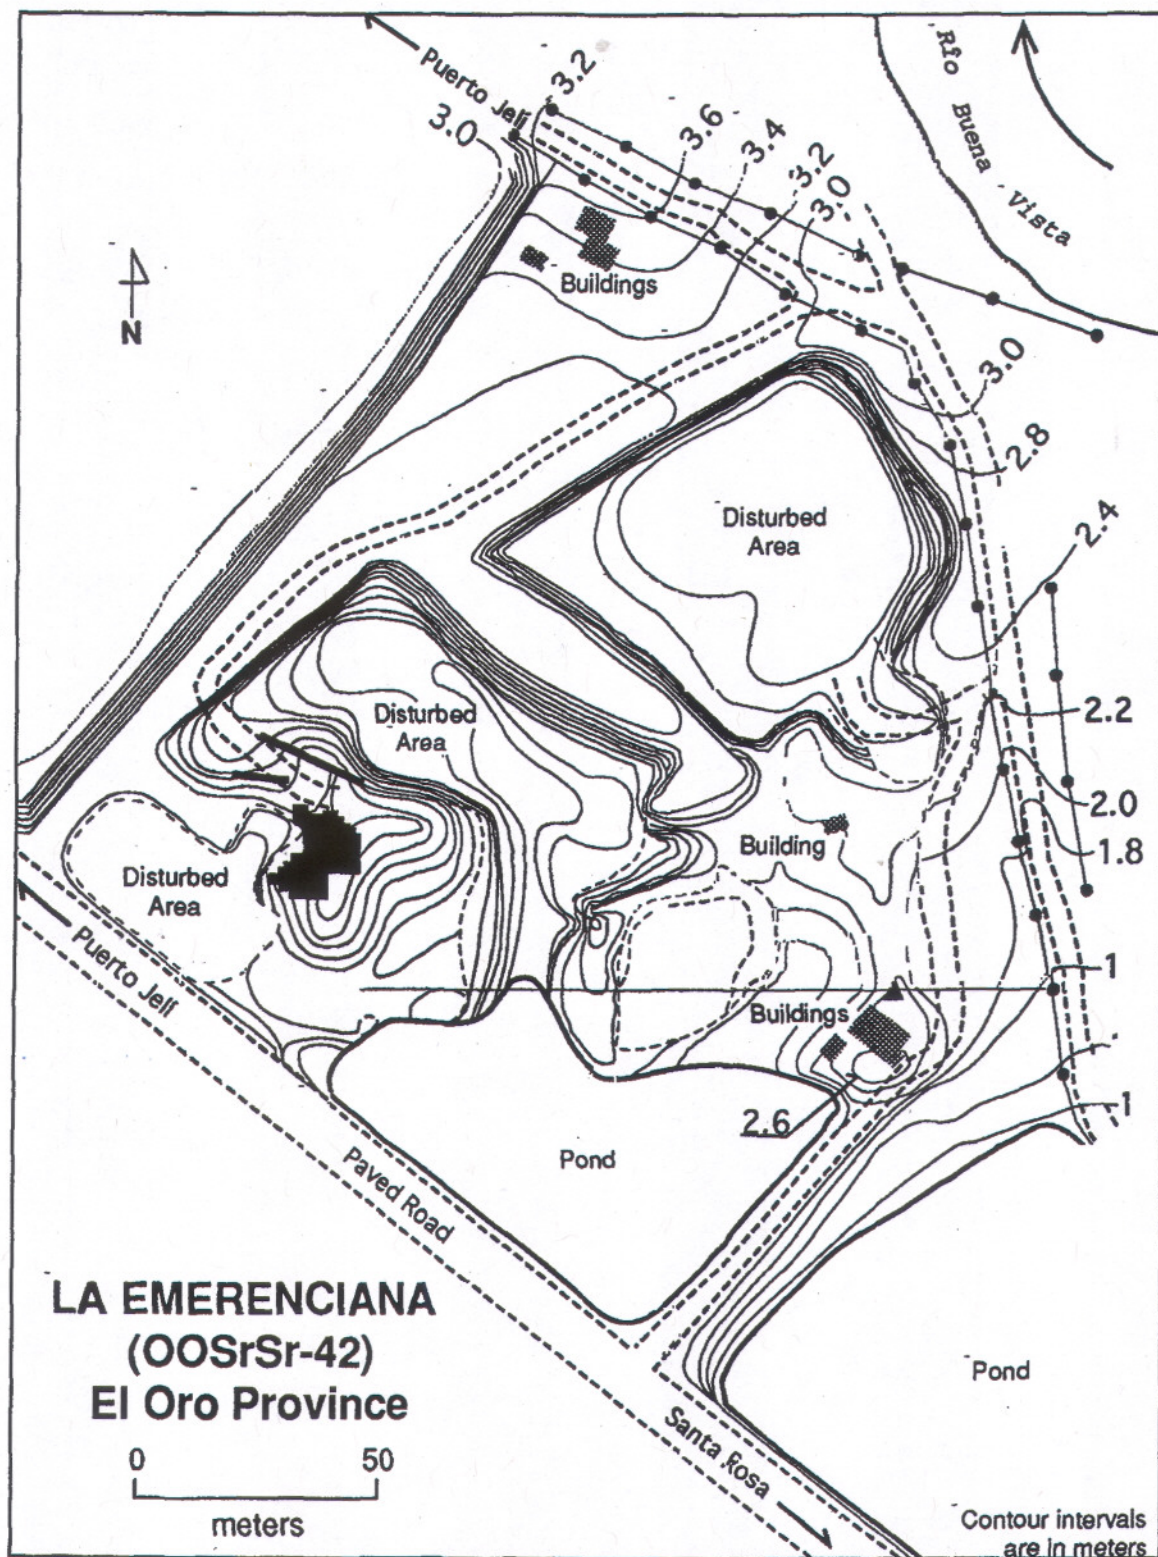 Puerto Jelí
3.2
3.0
3.6
3.4
3.2
3.0
Río Buena Vista
N
Buildings
3.0
2.8
Disturbed
Area
2.4
Disturbed
Area
2.2
2.0
1.8
Building
Disturbed
Area
Puerto Jelí
1
Buildings
1
2.6
Pond
Paved Road
LA EMERENCIANA
(OOSrSr-42)
El Oro Province
0 50
meters
Pond
Santa Rosa
Contour intervals
are in meters